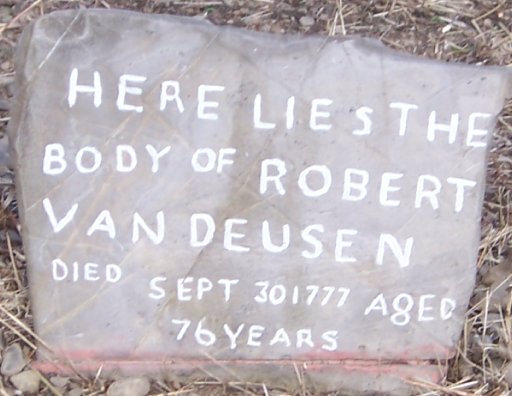 HERE LIES THE
BODY OF ROBERT
VAN DEUSEN
DIED SEPT 30 1777 AGED
76 YEARS